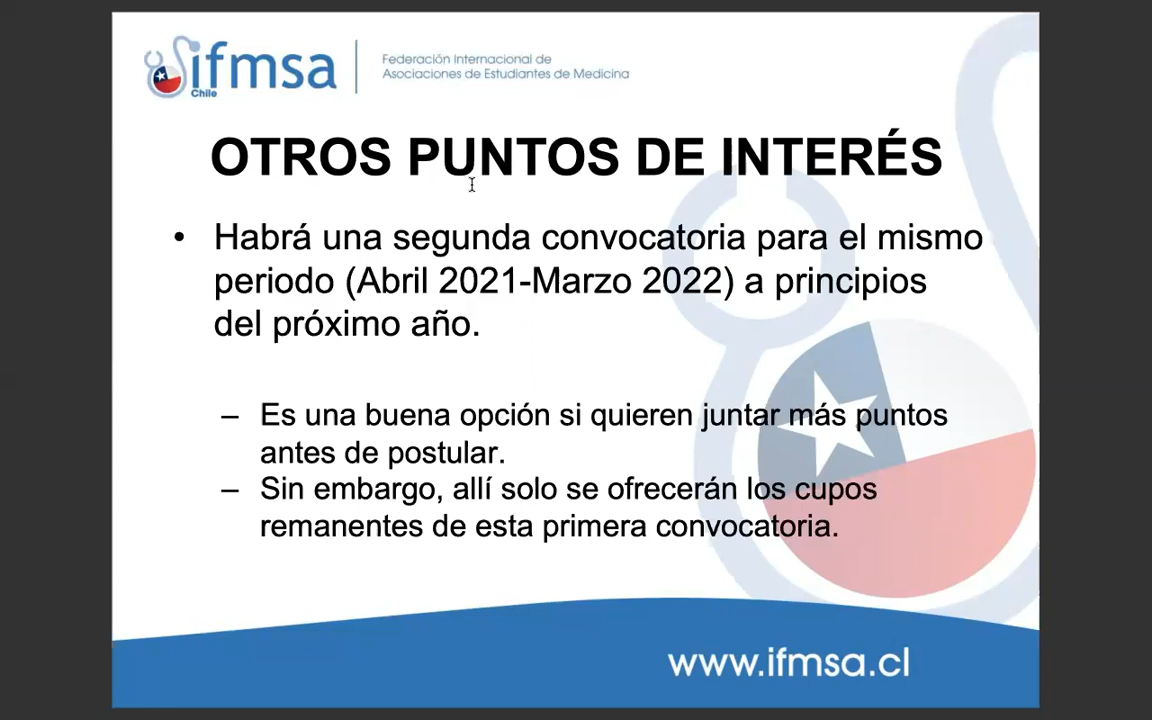 ifmsa
Chile
Federación Internacional de
Asociaciones de Estudiantes de Medicina
OTROS PUNTOS DE INTERÉS
• Habrá una segunda convocatoria para el mismo
periodo (Abril 2021-Marzo 2022) a principios
del próximo año.
– Es una buena opción si quieren juntar más puntos
antes de postular.
– Sin embargo, allí solo se ofrecerán los cupos
remanentes de esta primera convocatoria.
www.ifmsa.cl